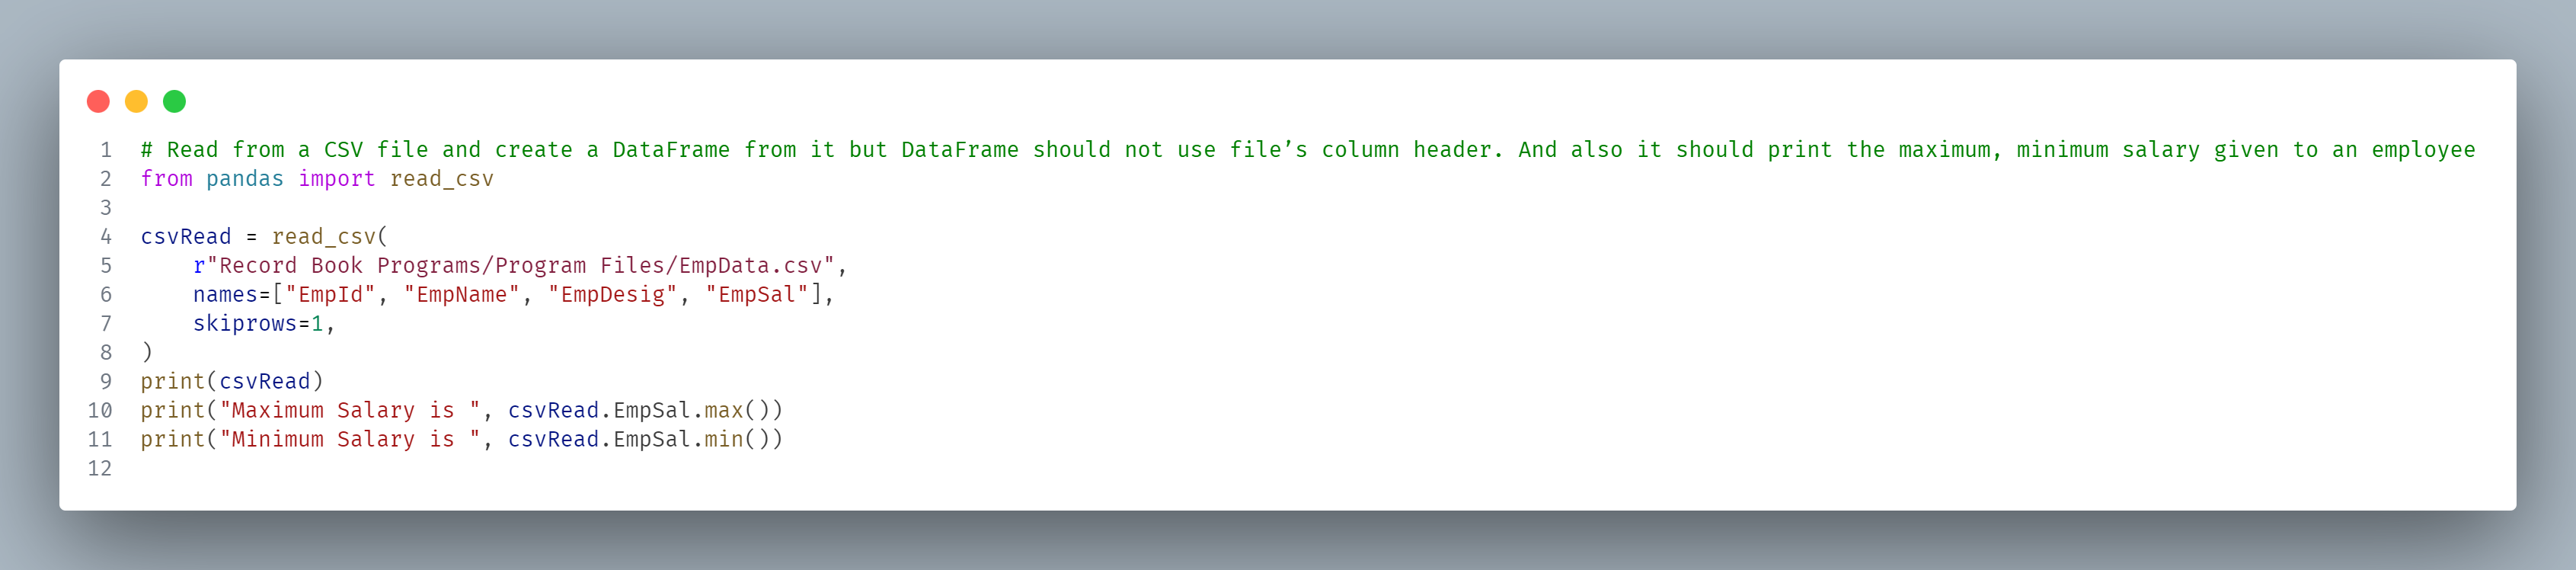 1 # Read from a CSV file and create a DataFrame from it but DataFrame should not use file’s column header. And also it should print the maximum, minimum salary given to an employee
2 from pandas import read_csv
3
4 csvRead = read_csv(
5     r"Record Book Programs/Program Files/EmpData.csv",
6     names=["EmpId", "EmpName", "EmpDesig", "EmpSal"],
7     skiprows=1,
8 )
9 print(csvRead)
10 print("Maximum Salary is ", csvRead.EmpSal.max())
11 print("Minimum Salary is ", csvRead.EmpSal.min())
12